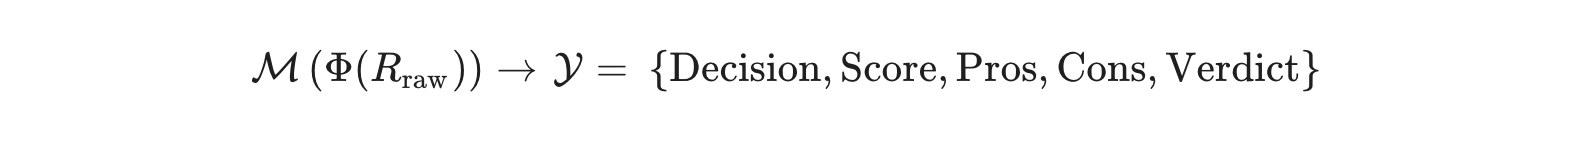 ℳ (Φ(R_raw)) → 𝒴 = {Decision, Score, Pros, Cons, Verdict}